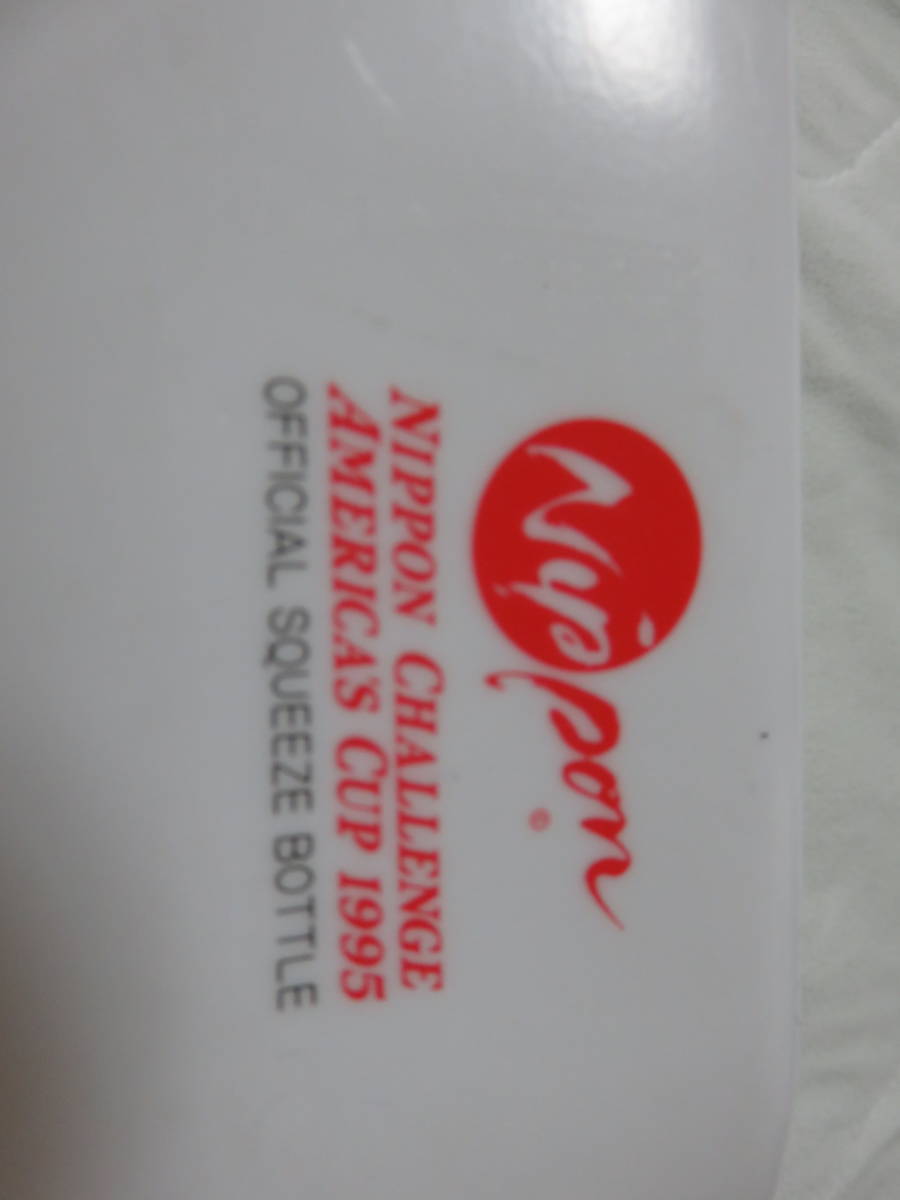 Nippon
©
NIPPON CHALLENGE
AMERICA'S CUP 1995
OFFICIAL SQUEEZE BOTTLE